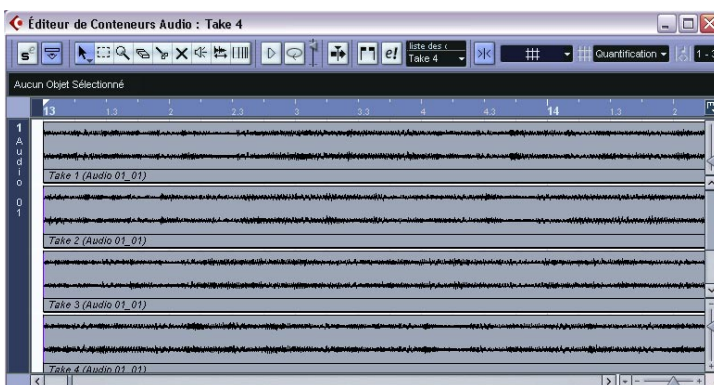 Éditeur de Conteneurs Audio : Take 4
liste des c
Take 4
Quantification
1 -
Aucun Objet Sélectionné
13 1.3 2 2.3 3 3.3 4 4.3 14 1.3 2
1
Audio 01
Take 1 (Audio 01_01)
Take 2 (Audio 01_01)
Take 3 (Audio 01_01)
Take 4 (Audio 01_01)